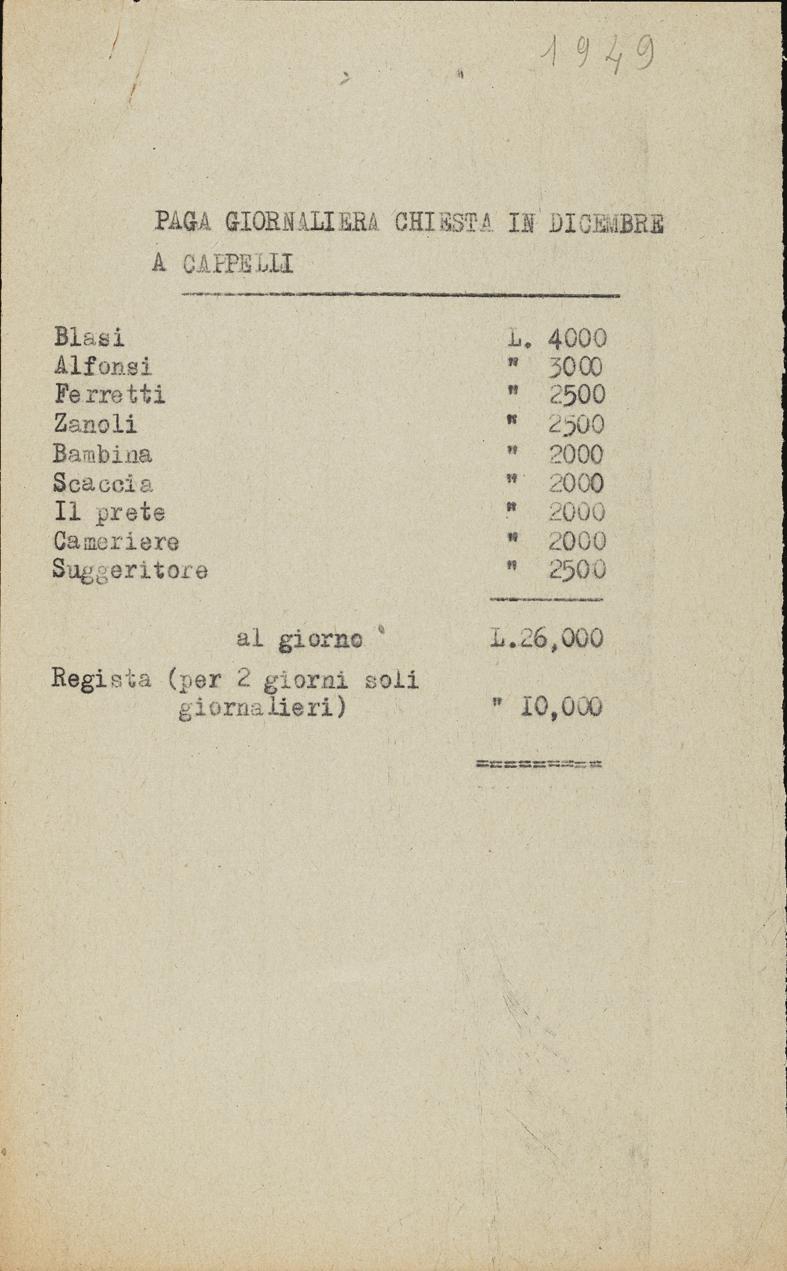 1949
PAGA GIORNALIERA CHIESTA IN DICEMBRE
A CAPPELLI
Blasi L. 4000
Alfonsi " 3000
Ferretti " 2500
Zanoli " 2500
Bambina " 2000
Scaccia " 2000
Il prete " 2000
Cameriere " 2000
Suggeritore " 2500
al giorno L.26,000
Regista (per 2 giorni soli
giornalieri) " I0,000